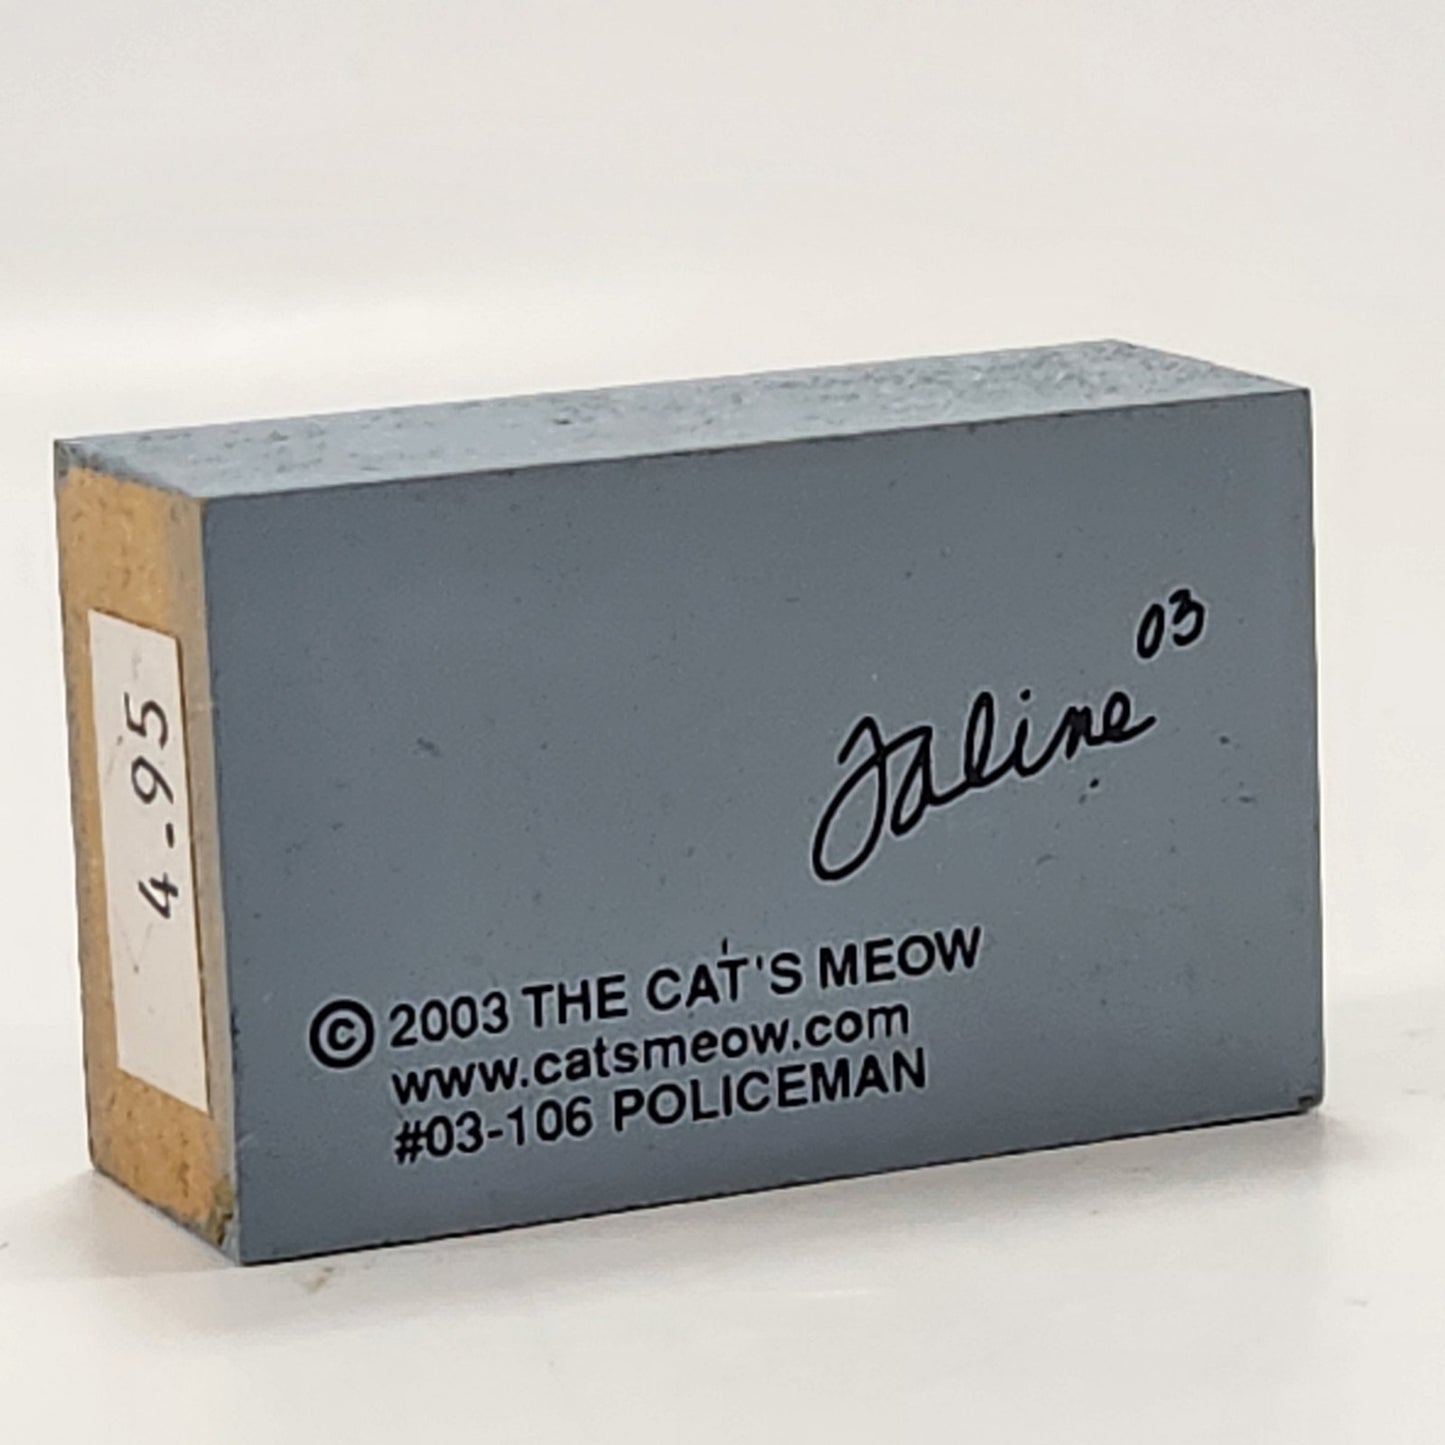 03
Faline
© 2003 THE CAT'S MEOW
www.catsmeow.com
#03-106 POLICEMAN
4.95